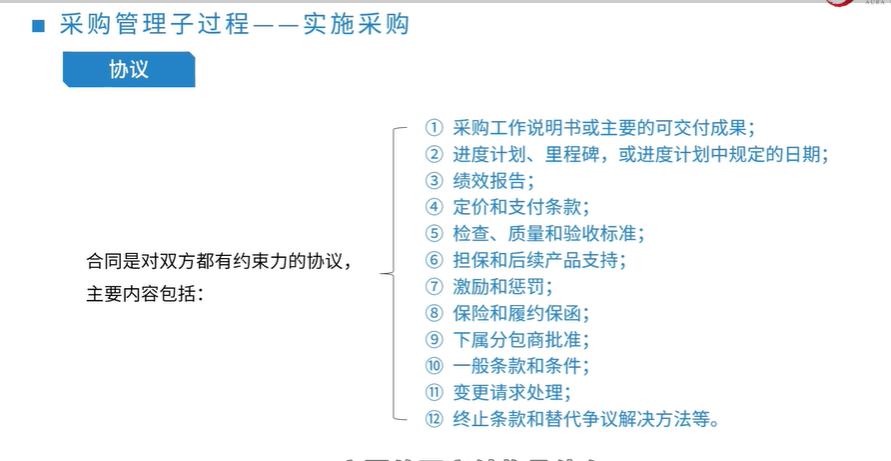 ■ 采购管理子过程——实施采购
协议
合同是对双方都有约束力的协议，
主要内容包括：
① 采购工作说明书或主要的可交付成果；
② 进度计划、里程碑，或进度计划中规定的日期；
③ 绩效报告；
④ 定价和支付条款；
⑤ 检查、质量和验收标准；
⑥ 担保和后续产品支持；
⑦ 激励和惩罚；
⑧ 保险和履约保函；
⑨ 下属分包商批准；
⑩ 一般条款和条件；
⑪ 变更请求处理；
⑫ 终止条款和替代争议解决方法等。